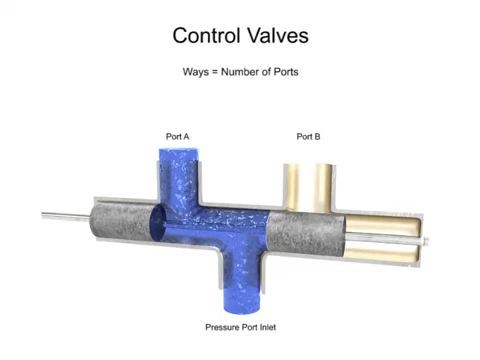 Control Valves
Ways = Number of Ports
Port A
Port B
Pressure Port Inlet